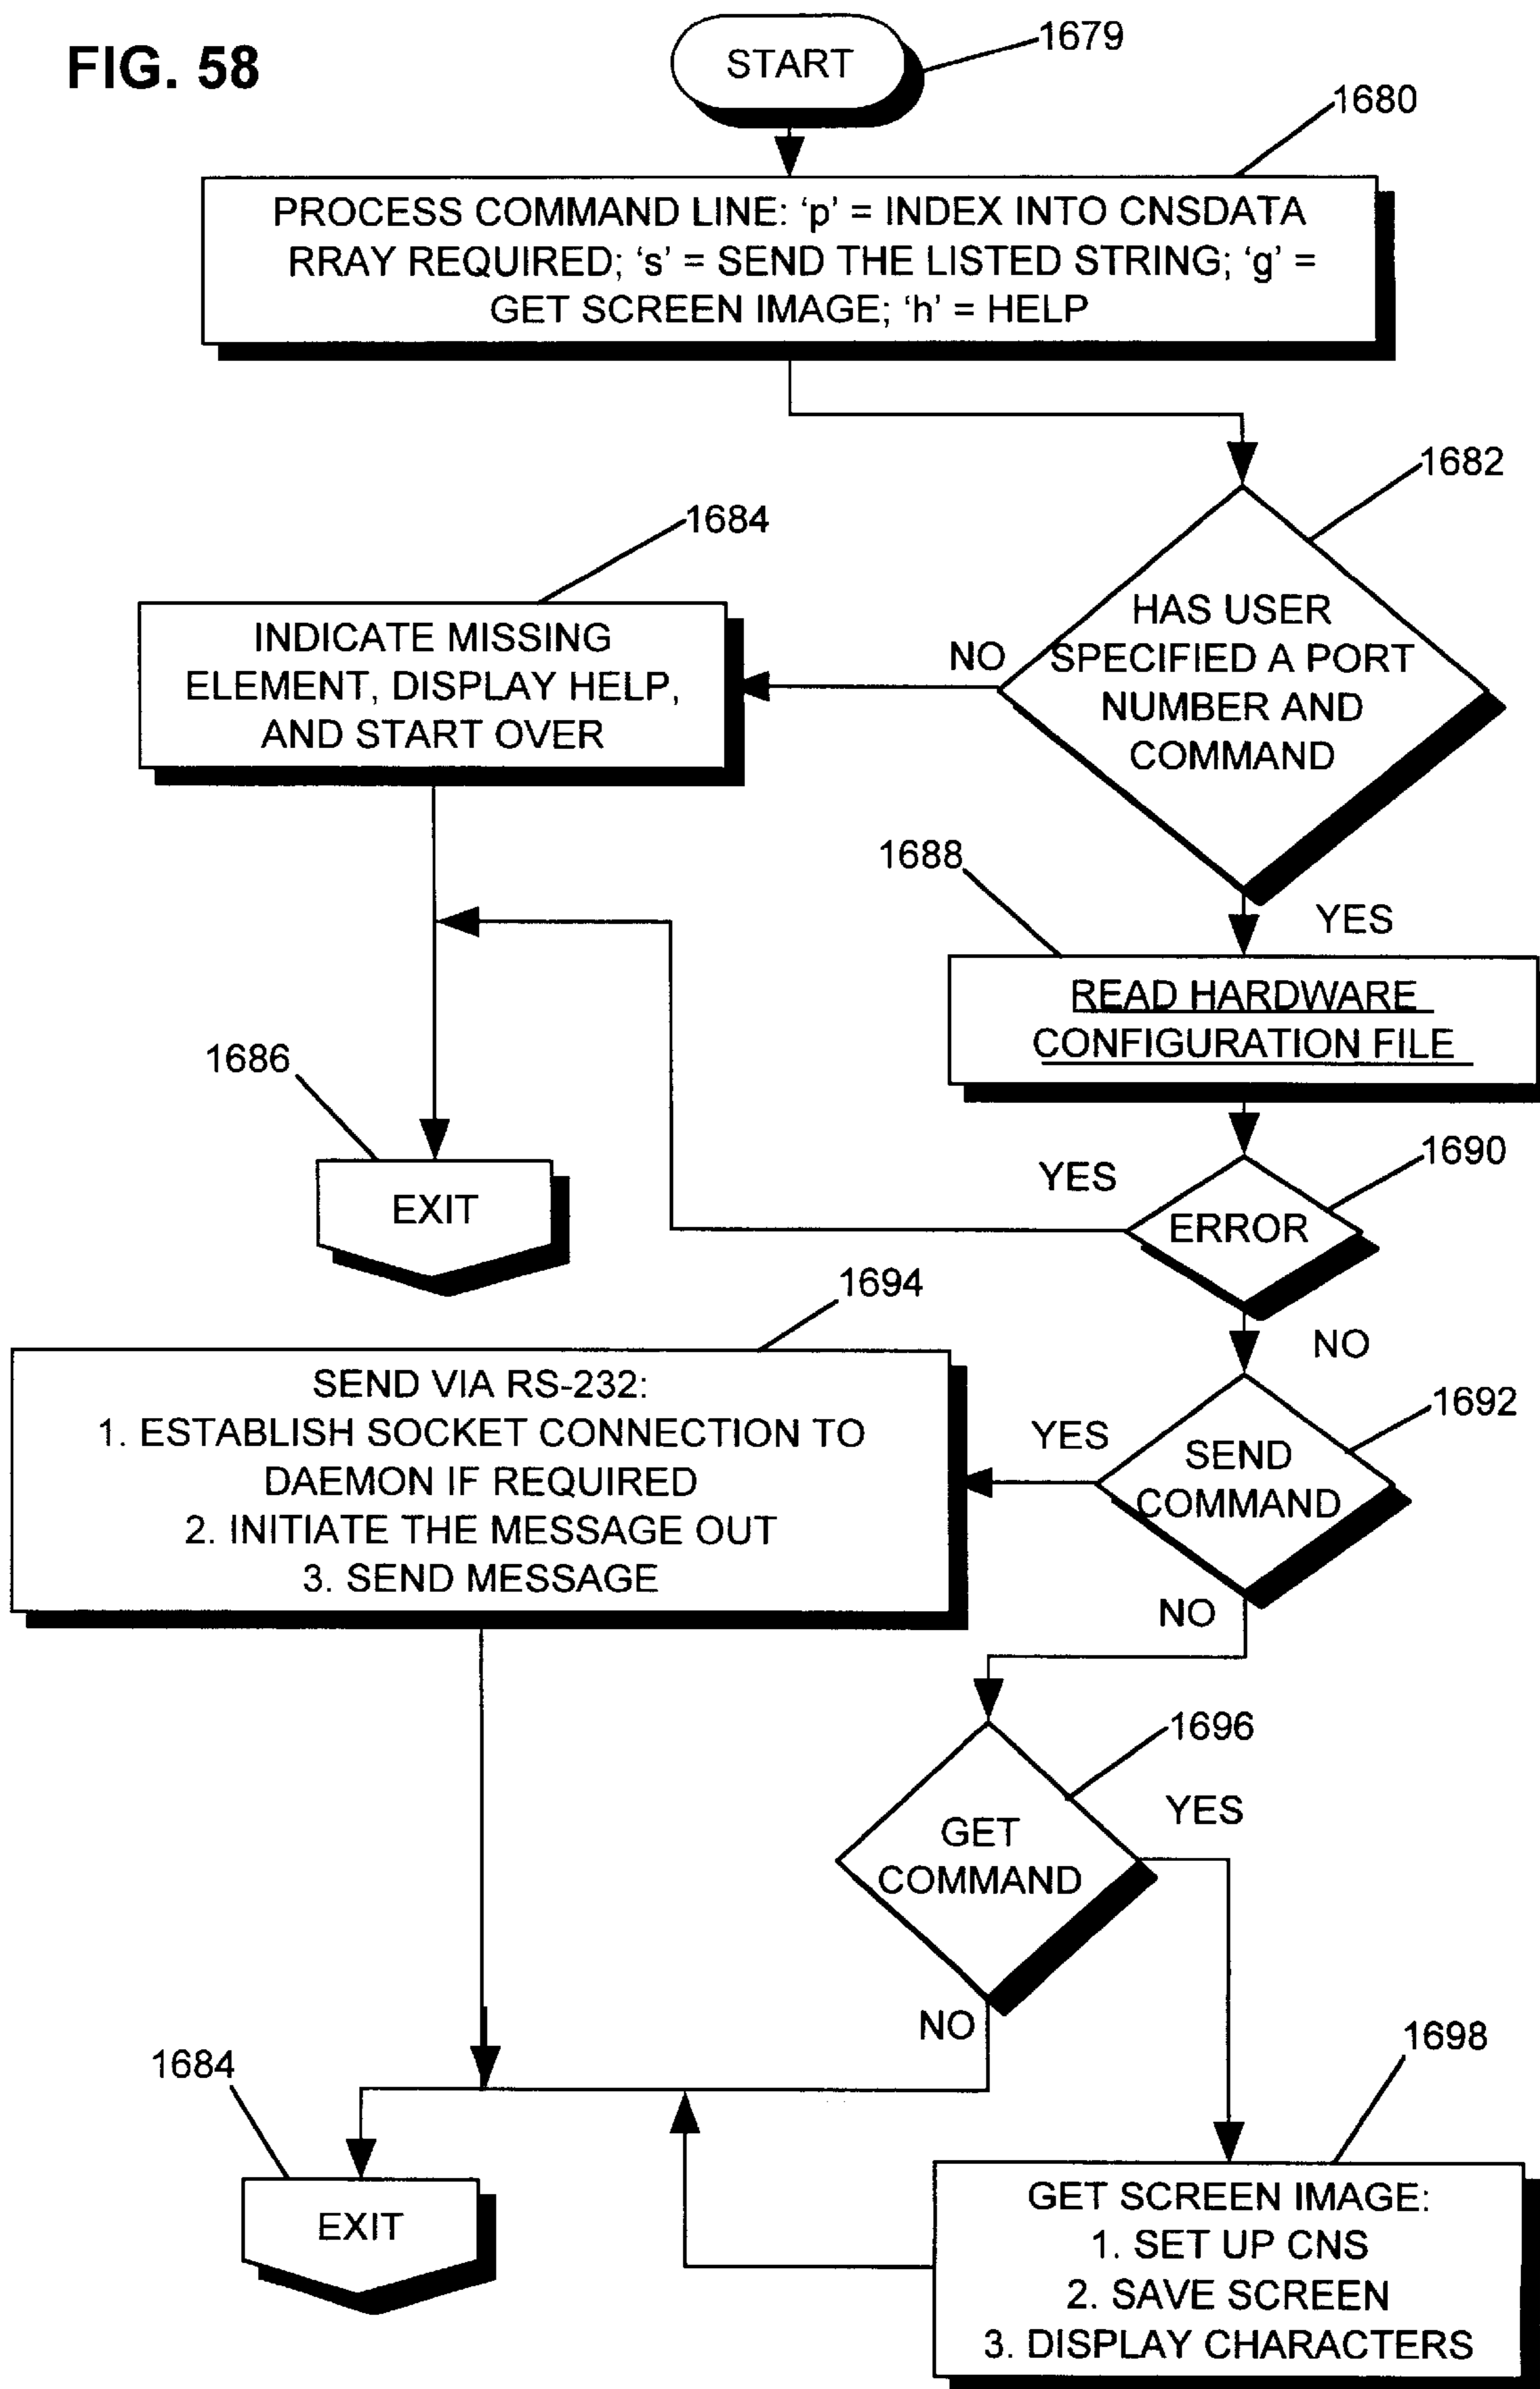 FIG. 58
START
1679
1680
PROCESS COMMAND LINE: ‘p’ = INDEX INTO CNSDATA
RRAY REQUIRED; ‘s’ = SEND THE LISTED STRING; ‘g’ =
GET SCREEN IMAGE; ‘h’ = HELP
1682
1684
HAS USER
SPECIFIED A PORT
NUMBER AND
COMMAND
NO
INDICATE MISSING
ELEMENT, DISPLAY HELP,
AND START OVER
1688
YES
READ HARDWARE
CONFIGURATION FILE
1686
EXIT
1690
YES
ERROR
NO
1694
SEND VIA RS-232:
1. ESTABLISH SOCKET CONNECTION TO
DAEMON IF REQUIRED
2. INITIATE THE MESSAGE OUT
3. SEND MESSAGE
1692
YES
SEND
COMMAND
NO
1696
YES
GET
COMMAND
NO
1698
1684
EXIT
GET SCREEN IMAGE:
1. SET UP CNS
2. SAVE SCREEN
3. DISPLAY CHARACTERS